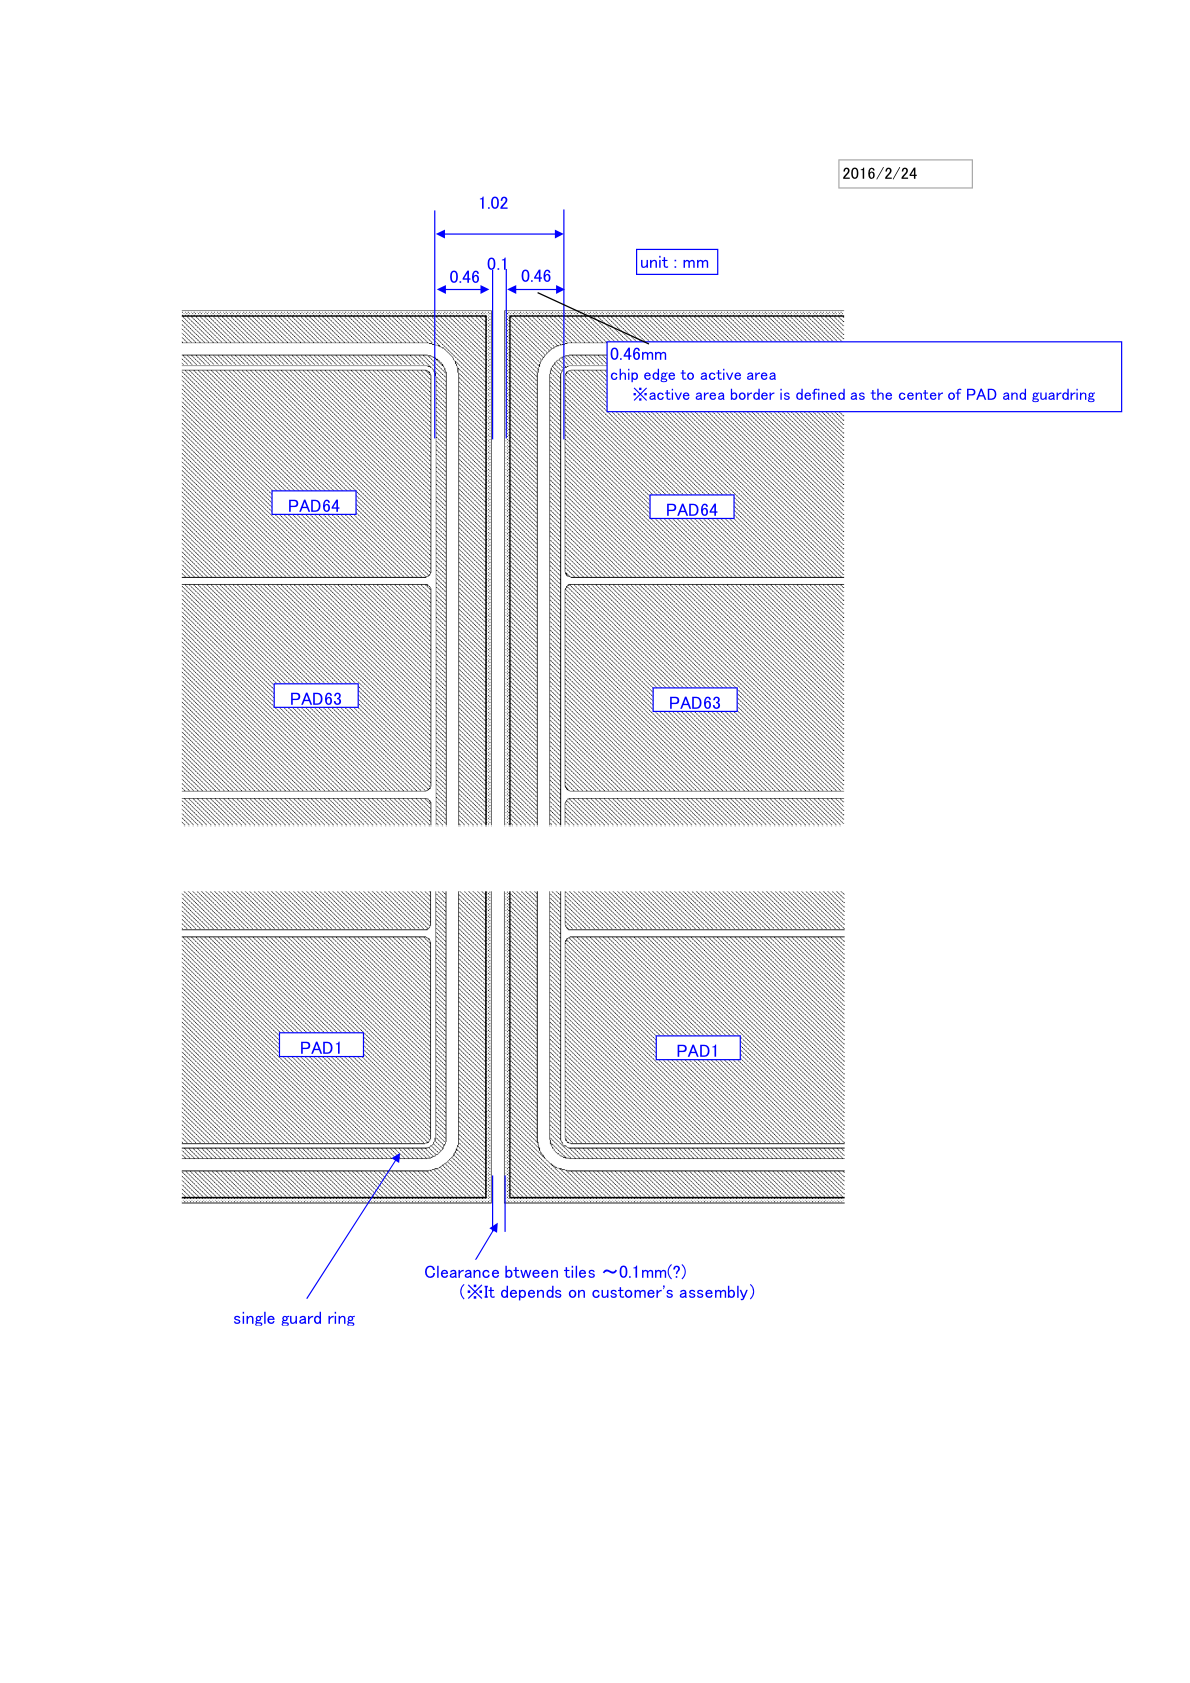 2016/2/24
1.02
unit : mm
0.46
0.1
0.46
0.46mm
chip edge to active area
※active area border is defined as the center of PAD and guardring
PAD64
PAD64
PAD63
PAD63
PAD1
PAD1
Clearance btween tiles ～0.1mm(?)
(※It depends on customer's assembly)
single guard ring